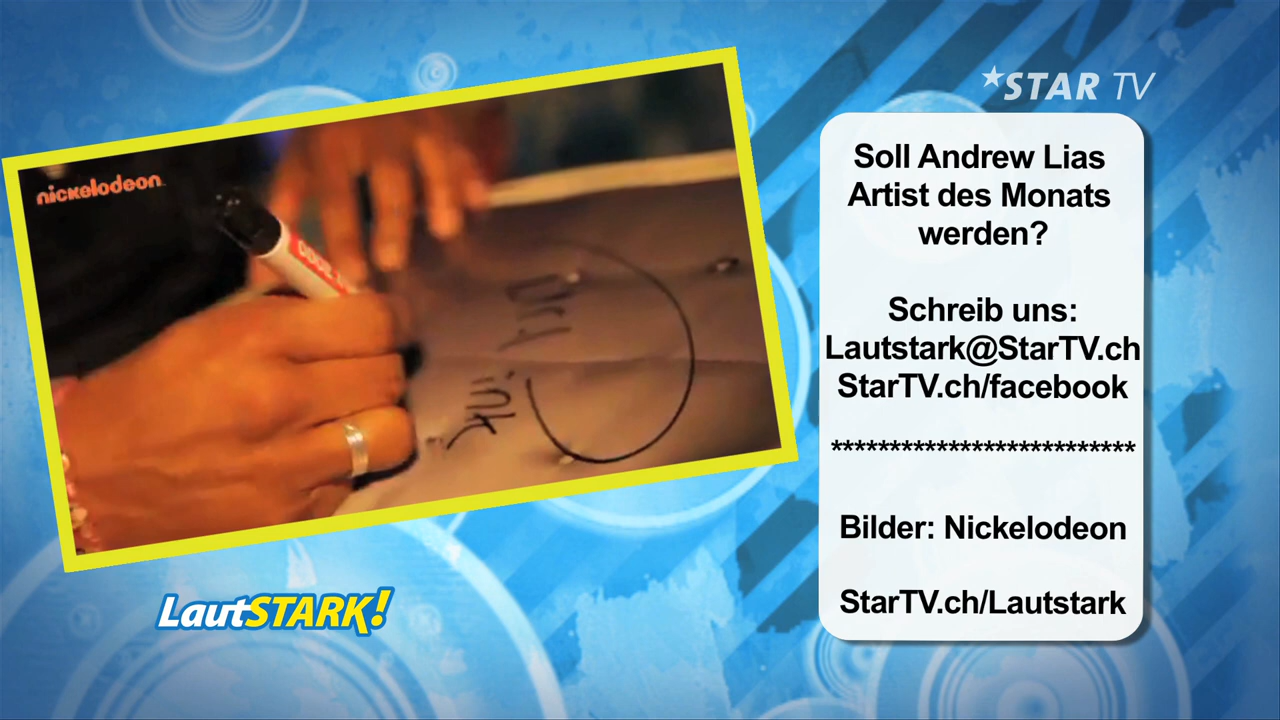 nickelodeon
LautSTARK!
STAR TV
Soll Andrew Lias
Artist des Monats
werden?
Schreib uns:
Lautstark@StarTV.ch
StarTV.ch/facebook
**************************
Bilder: Nickelodeon
StarTV.ch/Lautstark